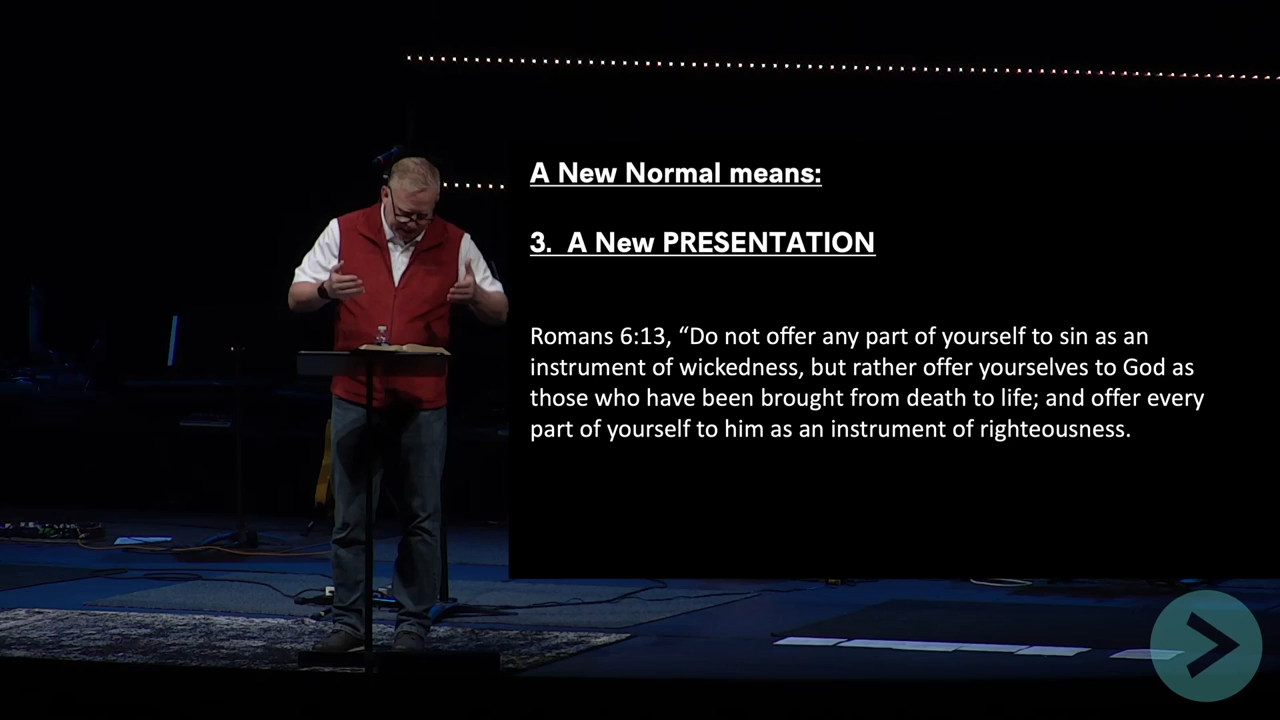 A New Normal means:
3. A New PRESENTATION
Romans 6:13, “Do not offer any part of yourself to sin as an
instrument of wickedness, but rather offer yourselves to God as
those who have been brought from death to life; and offer every
part of yourself to him as an instrument of righteousness.